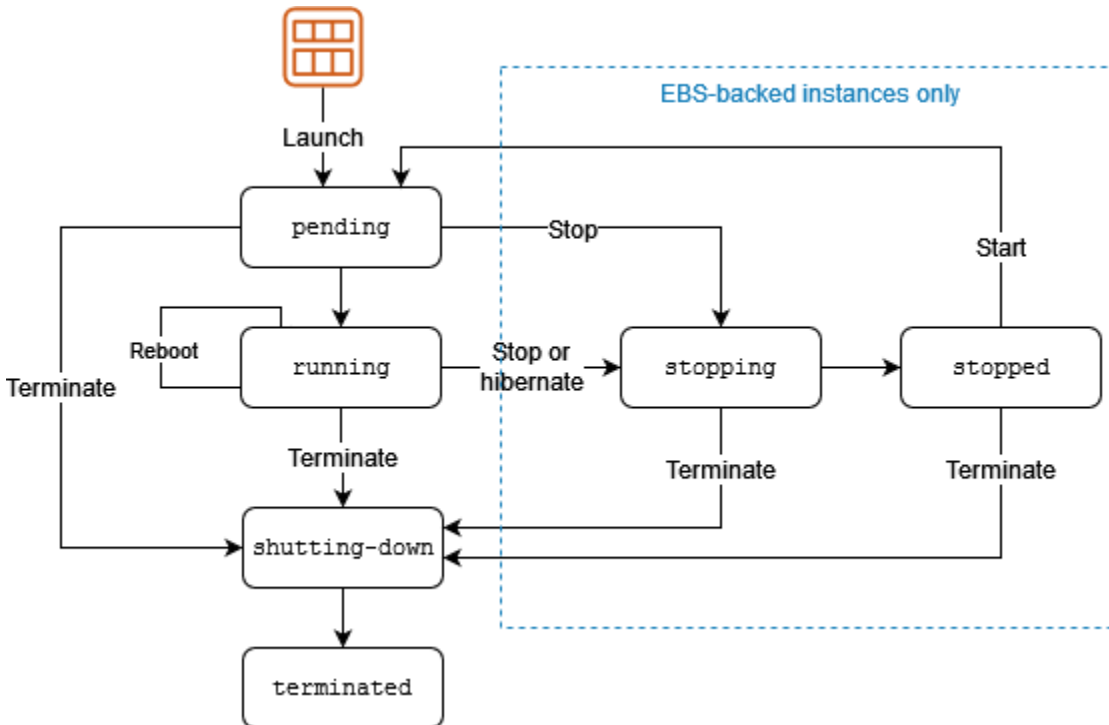 EBS-backed instances only
Launch
pending
Stop
Start
Reboot
running
Stop or
hibernate
stopping
stopped
Terminate
Terminate
Terminate
Terminate
shutting-down
terminated